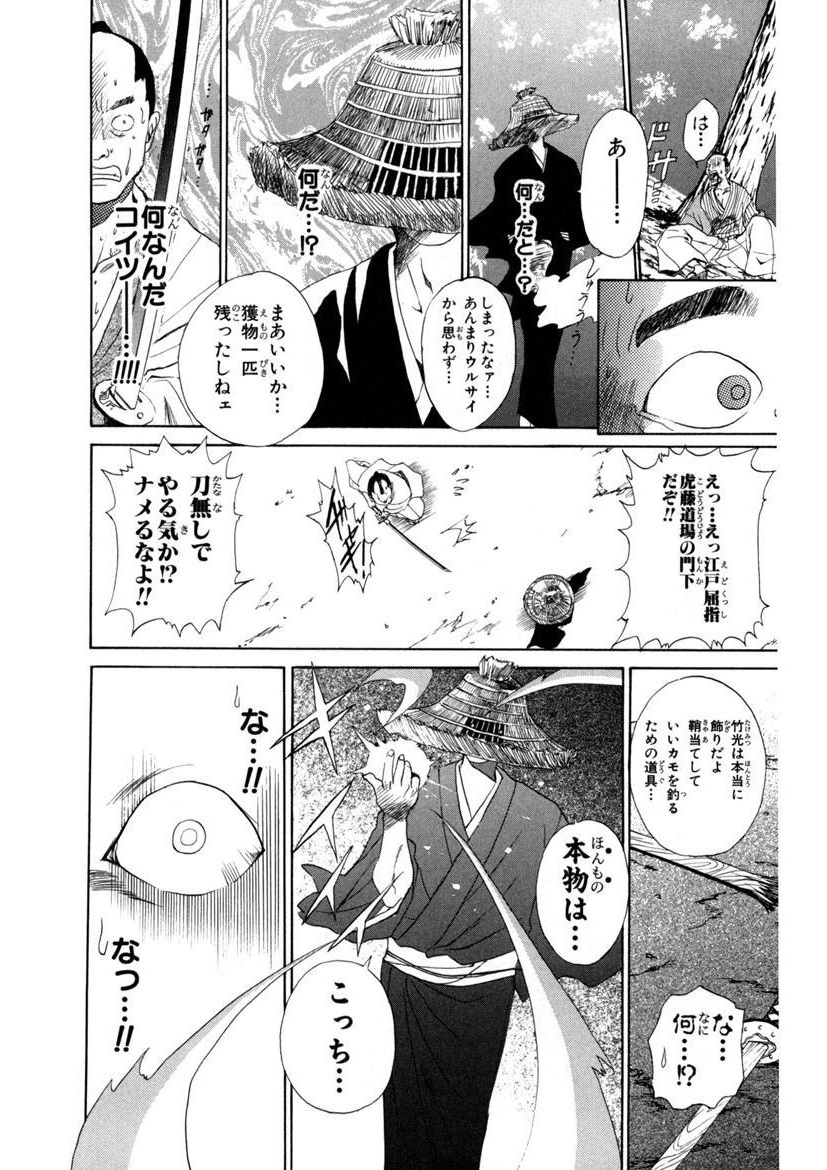 は…
ドサ…
あ——…
しゅううう…
何…だと…？
しまったなァ…
あんまりウルサイ
から思わず…
何だ…!?
まあいいか…
獲物一匹
残ったしねェ
ガタガタ
何なんだ
コイツ——…!!!!
えっ…えっ江戸屈指
虎藤道場の門下
だぞ!!
刀無しで
やる気か!?
ナメるなよ!!
竹光は本当に
飾りだよ
鞘当てして
いいカモを釣る
ための道具…
な…
何…!?
本物は…
こっち…
な…!!
なっ…!!